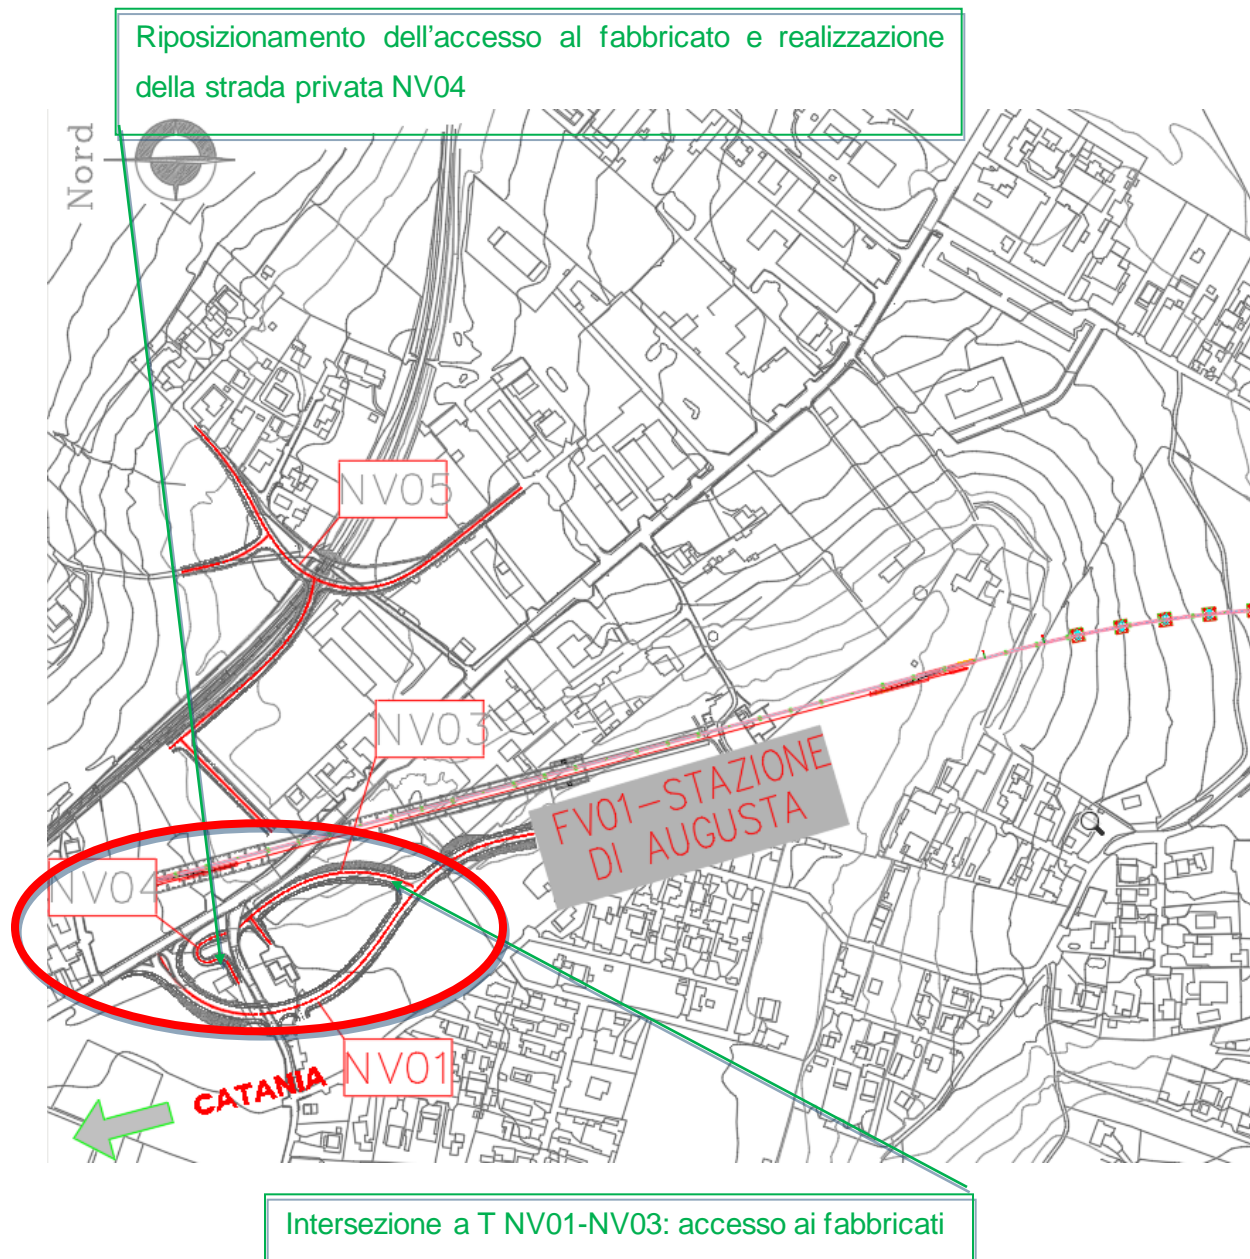 Riposizionamento dell'accesso al fabbricato e realizzazione
della strada privata NV04
Nord
NV05
NV03
FV01-STAZIONE
DI AUGUSTA
NV04
NV01
CATANIA
Intersezione a T NV01-NV03: accesso ai fabbricati